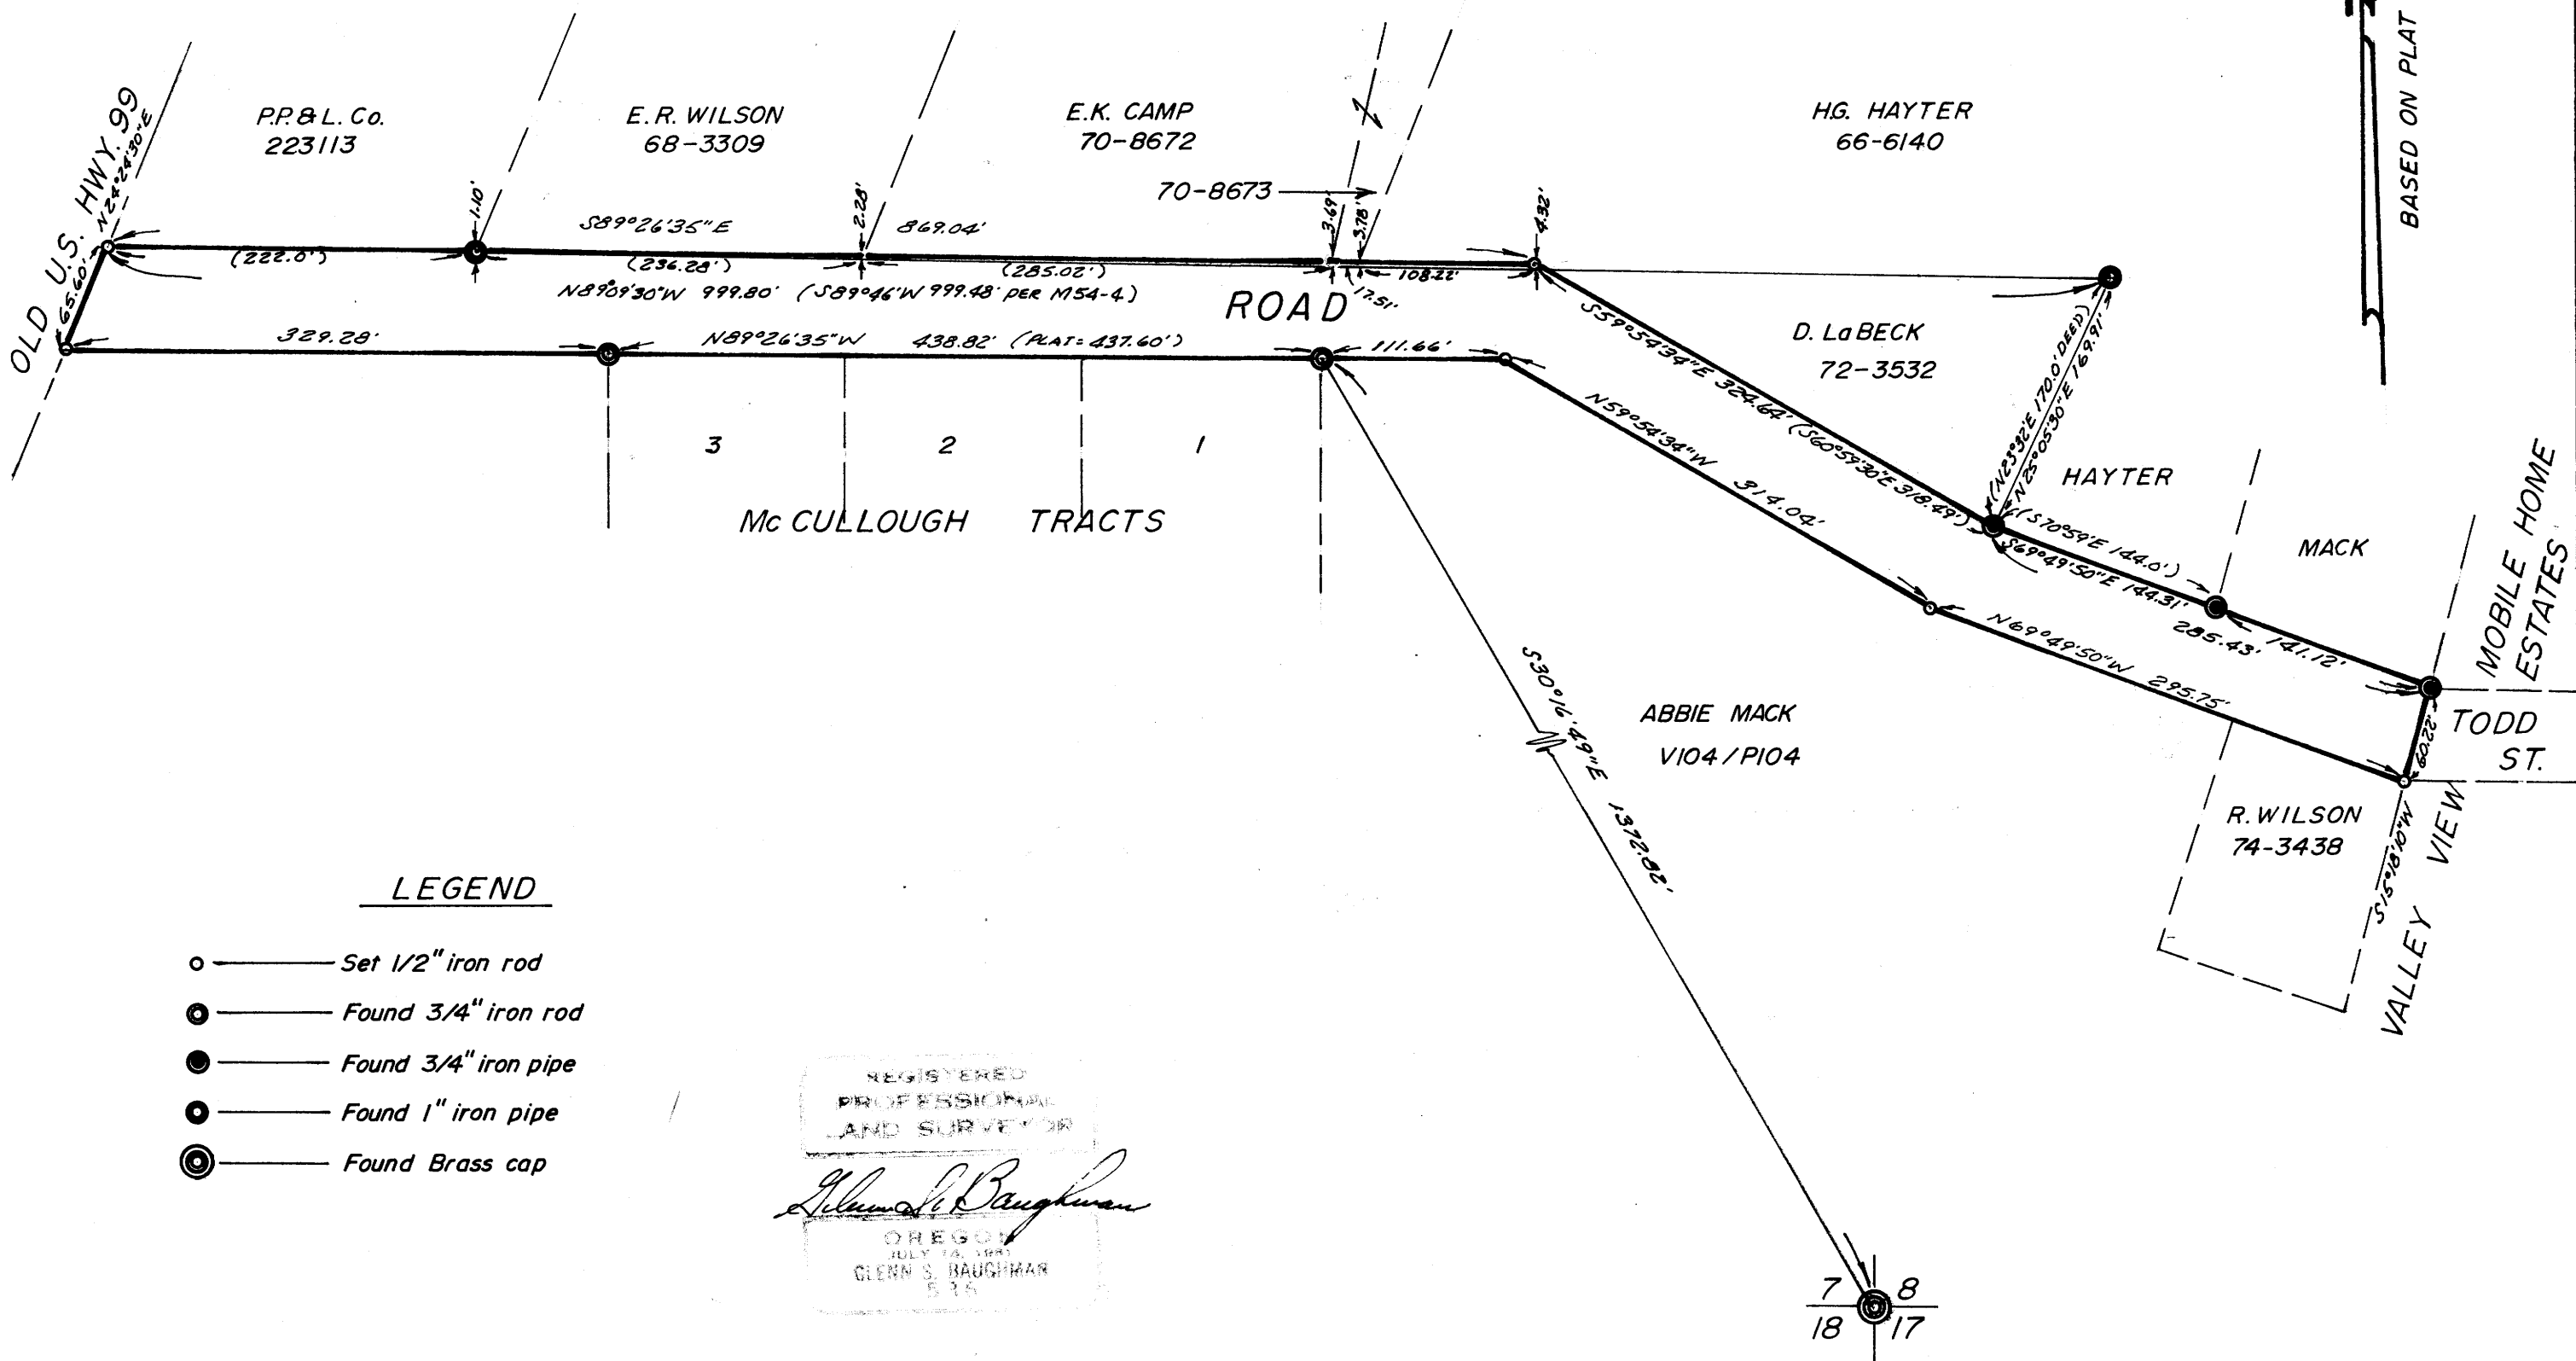 BASED ON PLAT
OLD U.S. HWY. 99
N24°24'30"E
65.60'
P.P.& L. Co.
223113
E. R. WILSON
68-3309
E.K. CAMP
70-8672
70-8673
H.G. HAYTER
66-6140
1.10'
2.28'
3.69'
3.78'
4.32'
S89°26'35"E 869.04'
(222.0')
(236.28')
(285.02')
17.51'
108.22'
N89°09'30"W 999.80' (S89°46'W 999.48' PER M54-4)
ROAD
329.28'
N89°26'35"W 438.82' (PLAT=437.60')
111.66'
3
2
1
Mc CULLOUGH TRACTS
S59°54'34"E 324.64' (S60°59'30"E 318.49')
D. La BECK
72-3532
(N23°32'E 170.0' DEED)
N25°05'30"E 169.91'
HAYTER
(S70°59'E 144.0')
S69°49'50"E 144.31'
285.43'
141.12'
MACK
MOBILE HOME
ESTATES
N59°54'34"W 314.04'
N69°49'50"W 295.75'
60.22'
TODD
ST.
S15°18'10"W
VALLEY VIEW
R. WILSON
74-3438
ABBIE MACK
V104/P104
S30°16'49"E 1372.82'
LEGEND
Set 1/2" iron rod
Found 3/4" iron rod
Found 3/4" iron pipe
Found 1" iron pipe
Found Brass cap
REGISTERED
PROFESSIONAL
LAND SURVEYOR
Glenn S. Baughman
OREGON
JULY 14, 1961
GLENN S. BAUGHMAN
7 8
18 17